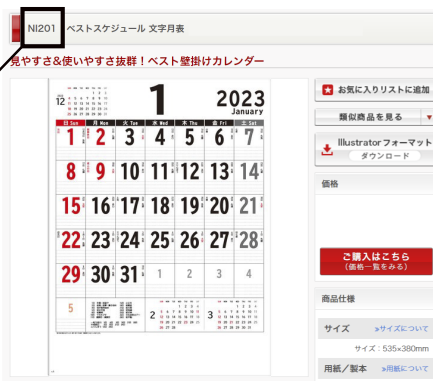 NI201 ベストスケジュール 文字月表
見やすさ&使いやすさ抜群！ベスト壁掛けカレンダー
12
1
2023
January
日 Sun 月 Mon 火 Tue 水 Wed 木 Thu 金 Fri 土 Sat
1 2 3 4 5 6 7
8 9 10 11 12 13 14
15 16 17 18 19 20 21
22 23 24 25 26 27 28
29 30 31 1 2 3 4
5
2
3
お気に入りリストに追加
類似商品を見る ▼
Illustratorフォーマット
ダウンロード
価格
ご購入はこちら
(価格一覧をみる)
商品仕様
サイズ »サイズについて
サイズ：535×380mm
用紙／製本 »用紙について